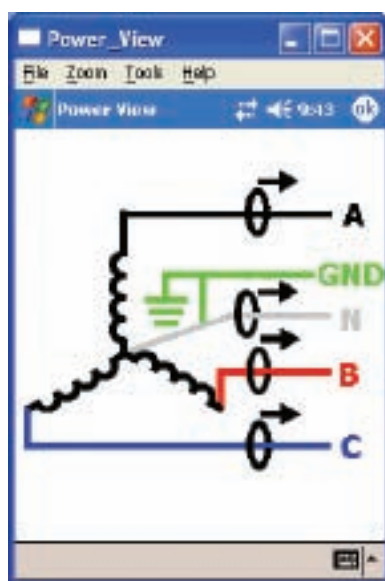 Power_View
File Zoom Tools Help
Power View 9:43 ok
A
GND
N
B
C